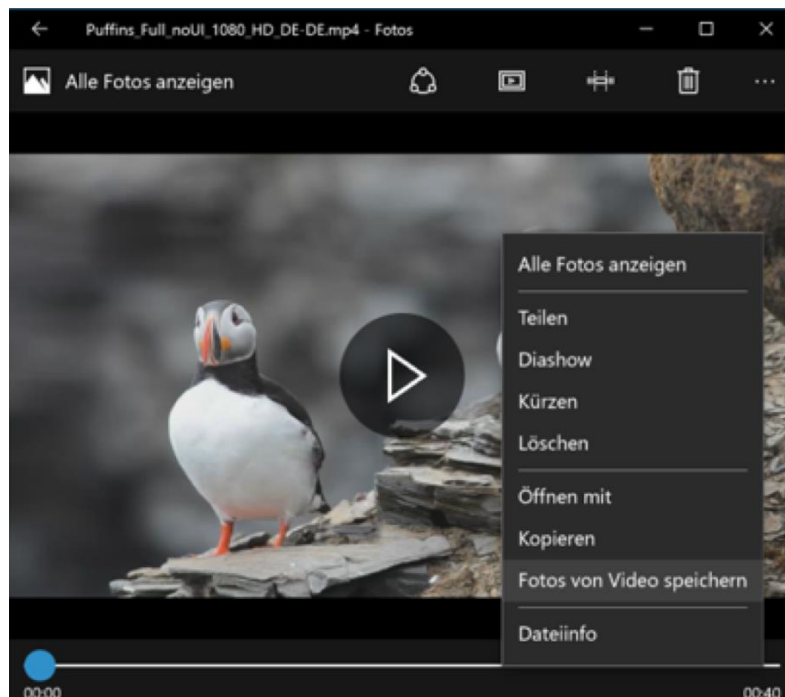 Puffins_Full_noUI_1080_HD_DE-DE.mp4 - Fotos
Alle Fotos anzeigen
Alle Fotos anzeigen
Teilen
Diashow
Kürzen
Löschen
Öffnen mit
Kopieren
Fotos von Video speichern
Dateiinfo
00:00
00:40